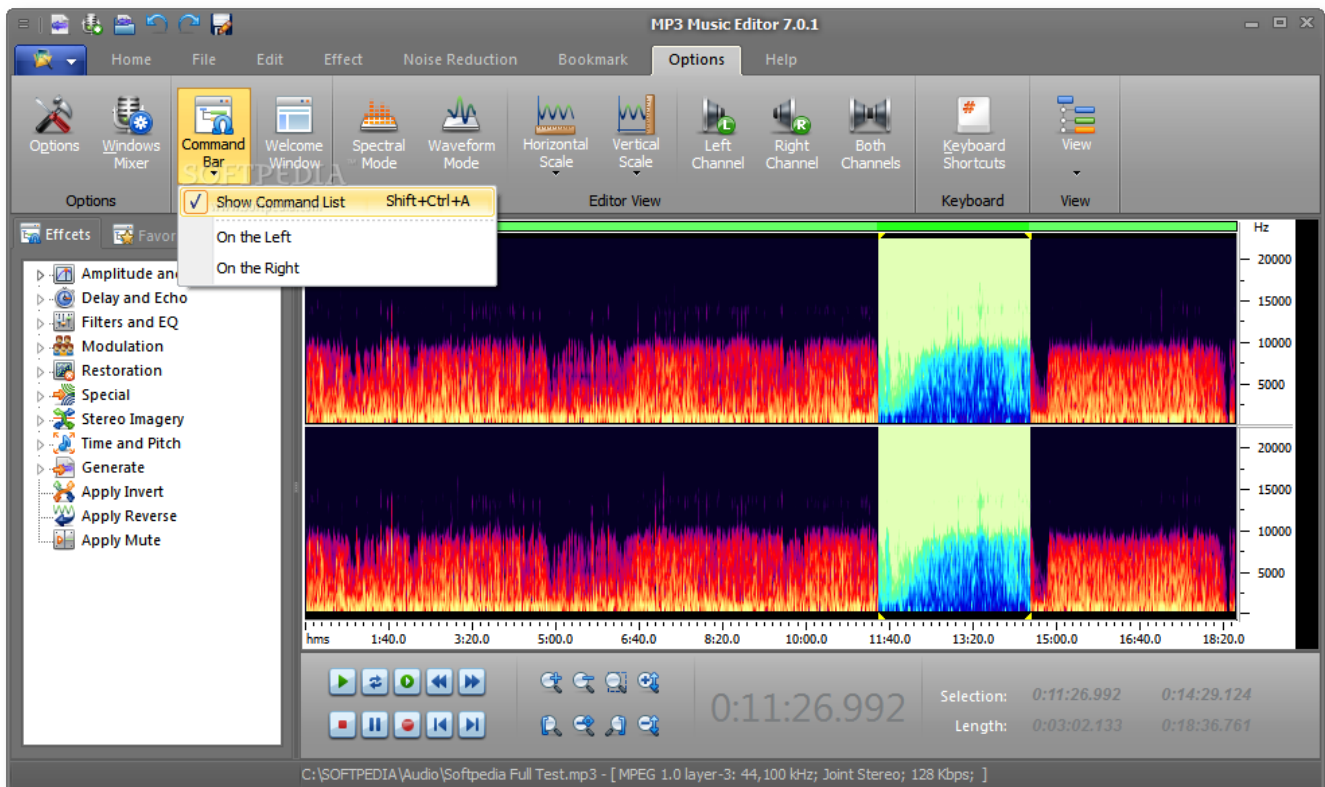 MP3 Music Editor 7.0.1
Home File Edit Effect Noise Reduction Bookmark Options Help
Options
Windows Mixer
Command Bar
Welcome Window
Spectral Mode
Waveform Mode
Horizontal Scale
Vertical Scale
Left Channel
Right Channel
Both Channels
Keyboard Shortcuts
View
SOFTPEDIA
Options Editor View Keyboard View
Show Command List Shift+Ctrl+A
On the Left
On the Right
Effcets Favor
Amplitude an
Delay and Echo
Filters and EQ
Modulation
Restoration
Special
Stereo Imagery
Time and Pitch
Generate
Apply Invert
Apply Reverse
Apply Mute
Hz
20000
15000
10000
5000
20000
15000
10000
5000
hms 1:40.0 3:20.0 5:00.0 6:40.0 8:20.0 10:00.0 11:40.0 13:20.0 15:00.0 16:40.0 18:20.0
0:11:26.992
Selection: 0:11:26.992 0:14:29.124
Length: 0:03:02.133 0:18:36.761
C:\SOFTPEDIA\Audio\Softpedia Full Test.mp3 - [ MPEG 1.0 layer-3: 44,100 kHz; Joint Stereo; 128 Kbps; ]